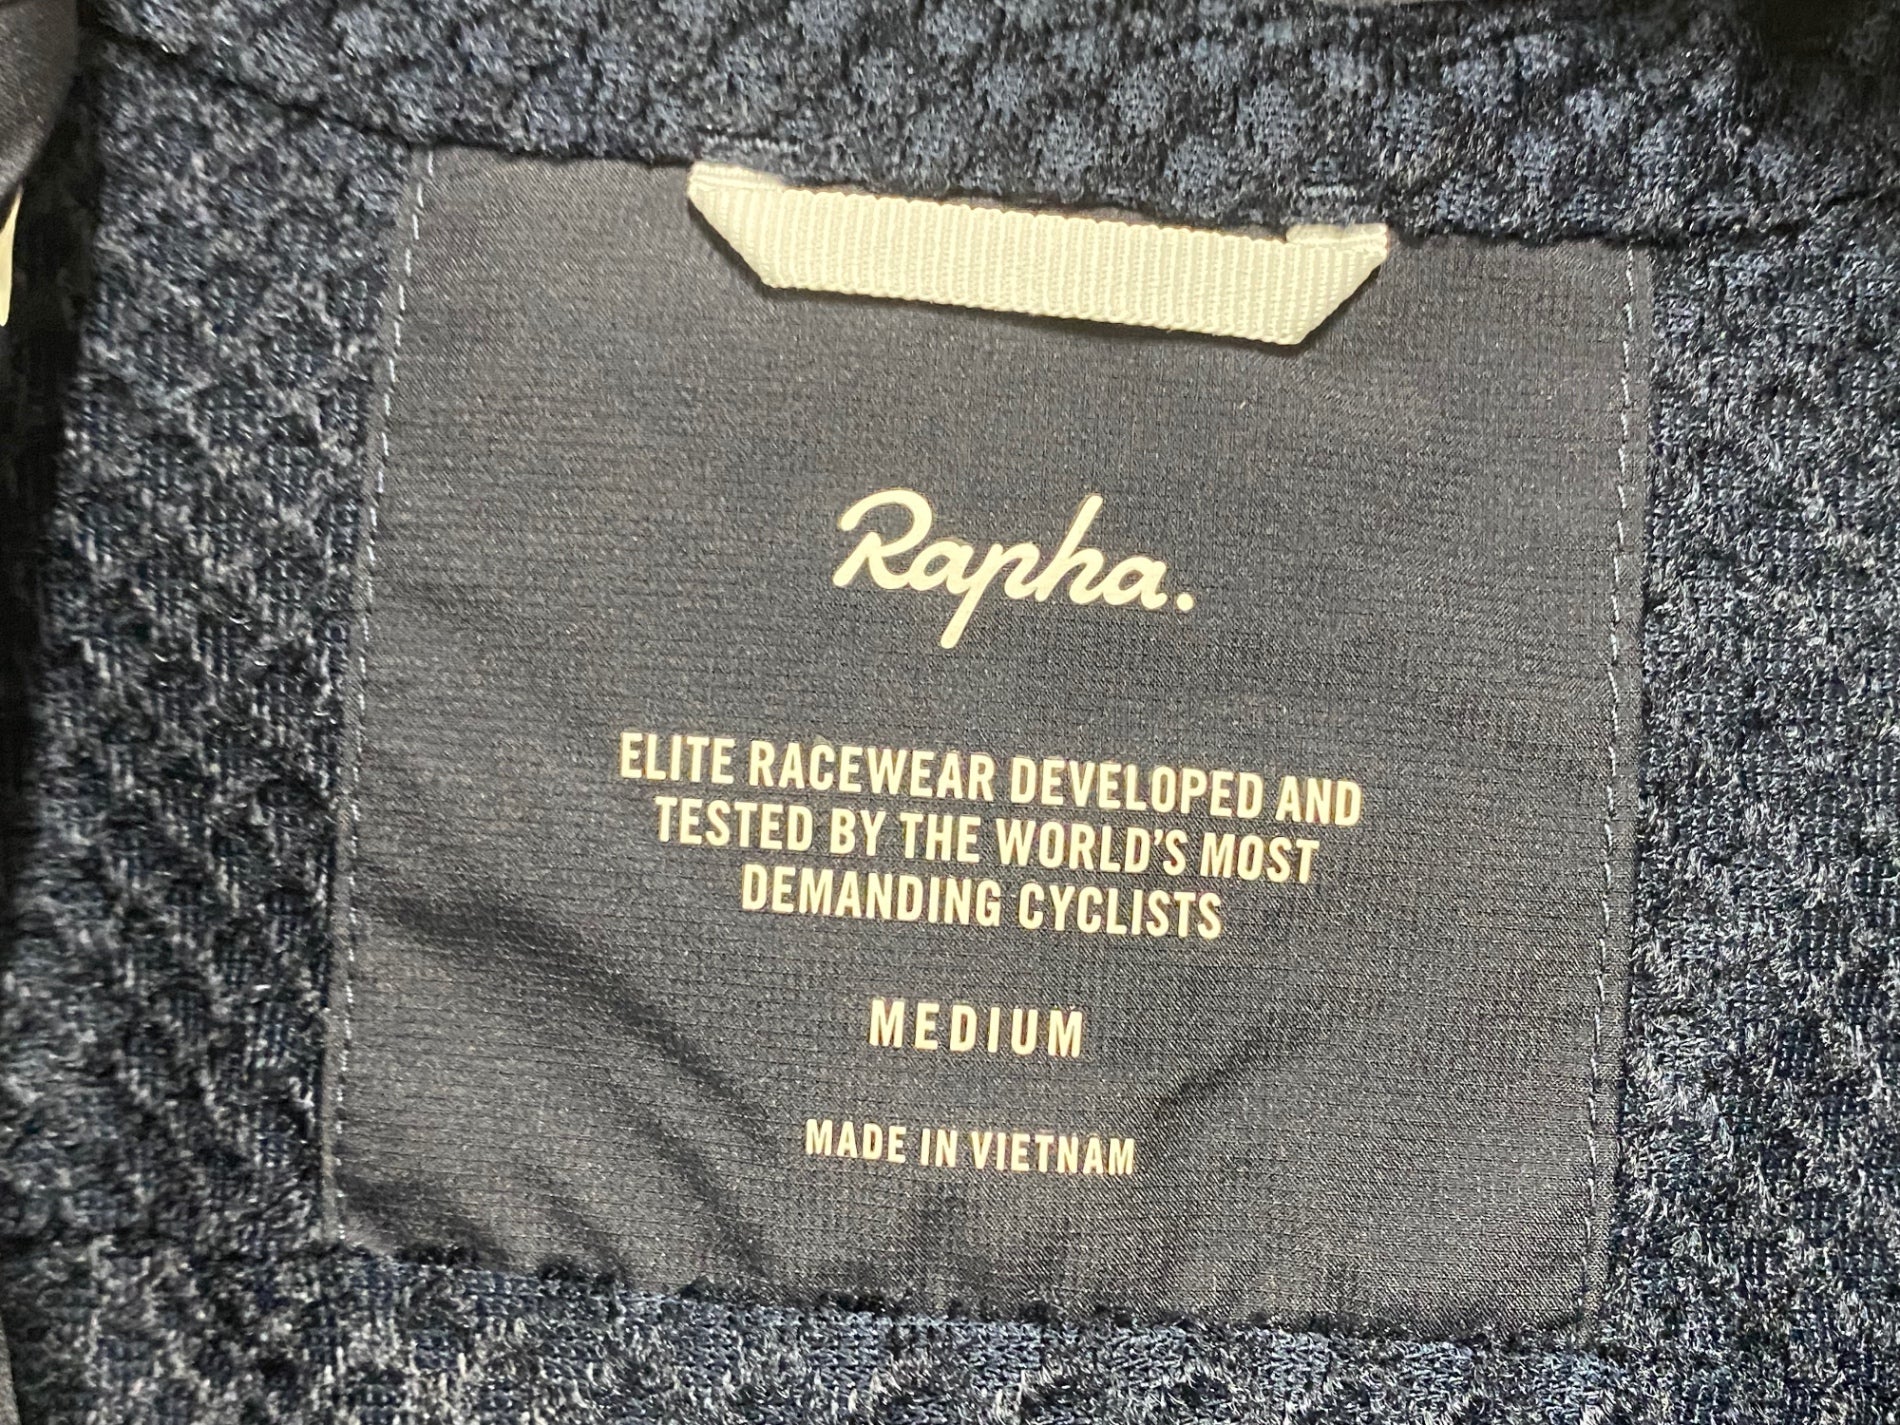 Rapha.
ELITE RACEWEAR DEVELOPED AND
TESTED BY THE WORLD'S MOST
DEMANDING CYCLISTS
MEDIUM
MADE IN VIETNAM